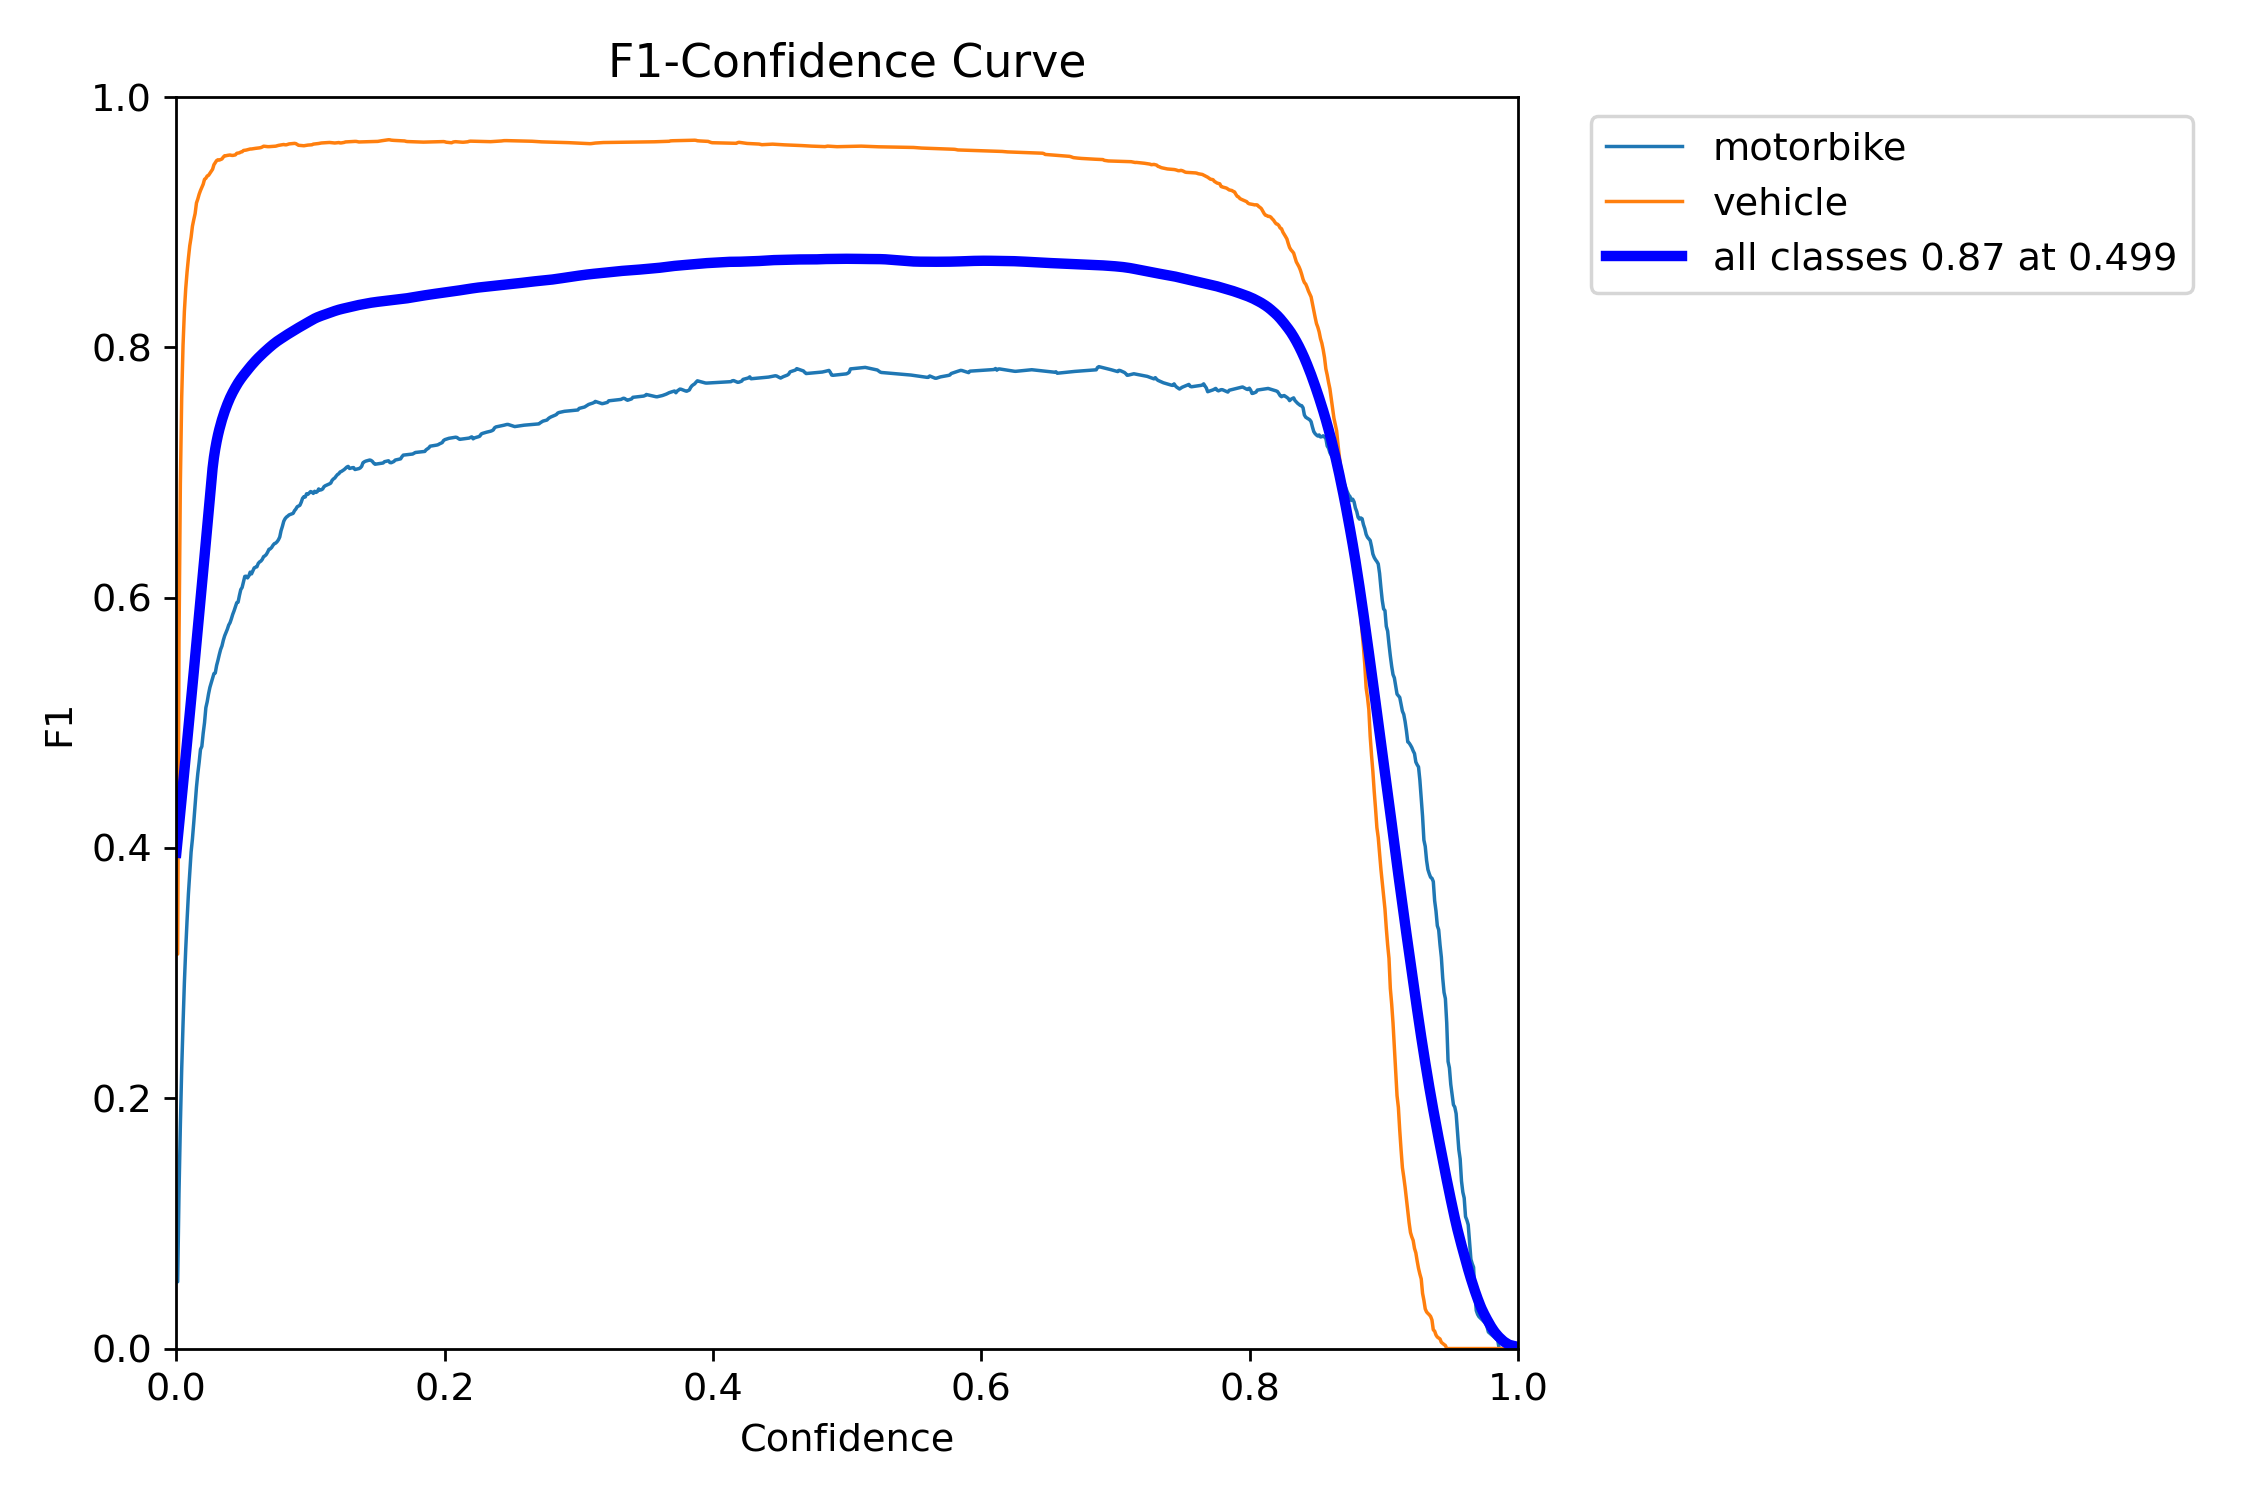 F1-Confidence Curve
motorbike
vehicle
all classes 0.87 at 0.499
1.0
0.8
0.6
0.4
0.2
0.0
F1
0.0 0.2 0.4 0.6 0.8 1.0
Confidence